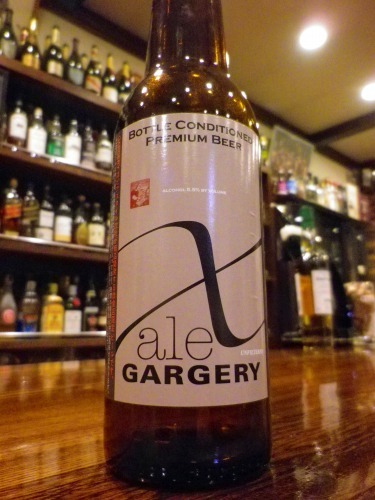 BOTTLE CONDITIONED
PREMIUM BEER
X
ale
GARGERY